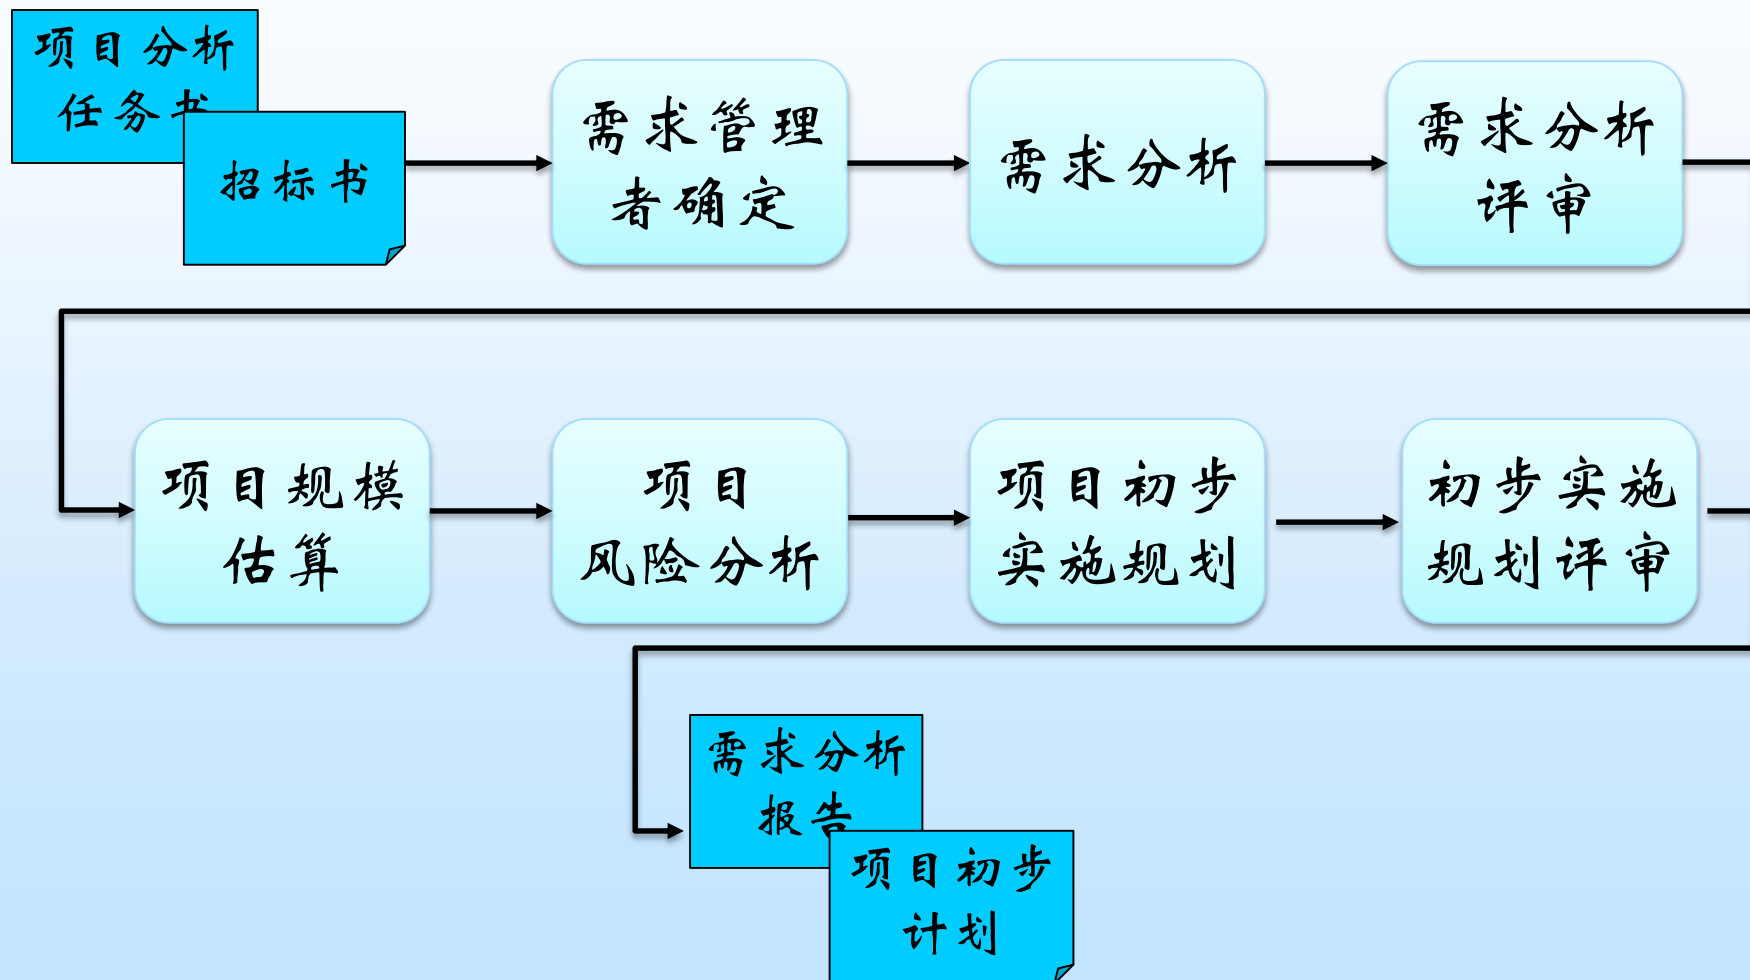 项目分析
任务书
招标书
需求管理
者确定
需求分析
需求分析
评审
项目规模
估算
项目
风险分析
项目初步
实施规划
初步实施
规划评审
需求分析
报告
项目初步
计划